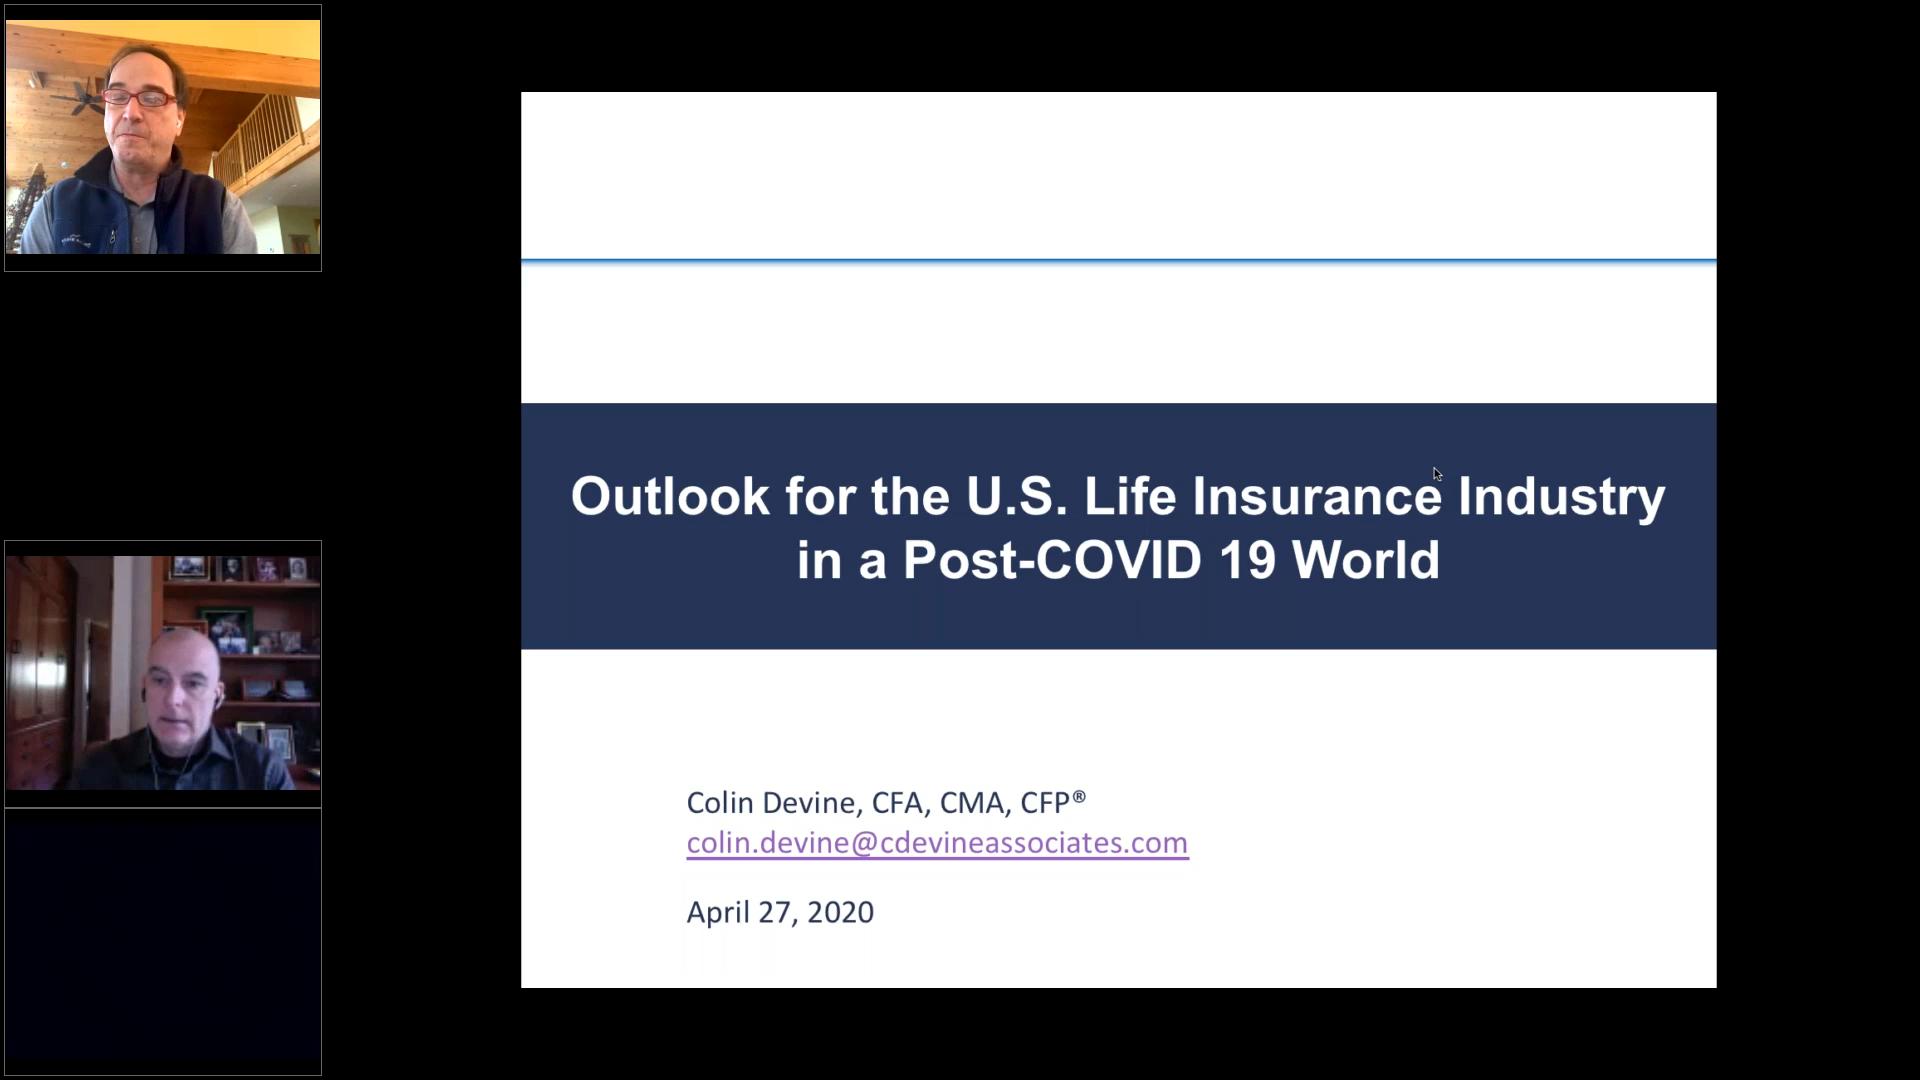 Outlook for the U.S. Life Insurance Industry
in a Post-COVID 19 World
Colin Devine, CFA, CMA, CFP®
colin.devine@cdevineassociates.com
April 27, 2020